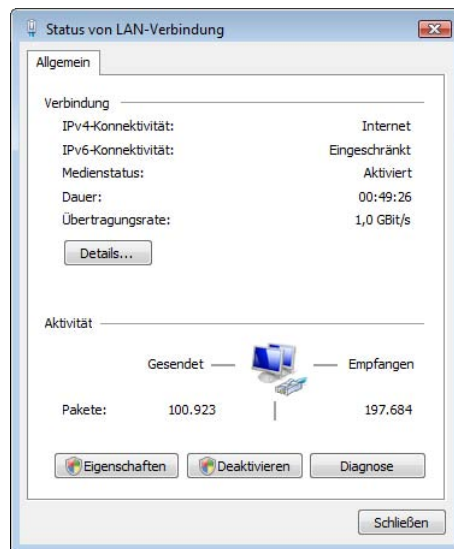 Status von LAN-Verbindung
Allgemein
Verbindung
IPv4-Konnektivität: Internet
IPv6-Konnektivität: Eingeschränkt
Medienstatus: Aktiviert
Dauer: 00:49:26
Übertragungsrate: 1,0 GBit/s
Details...
Aktivität
Gesendet Empfangen
Pakete: 100.923 197.684
Eigenschaften Deaktivieren Diagnose
Schließen